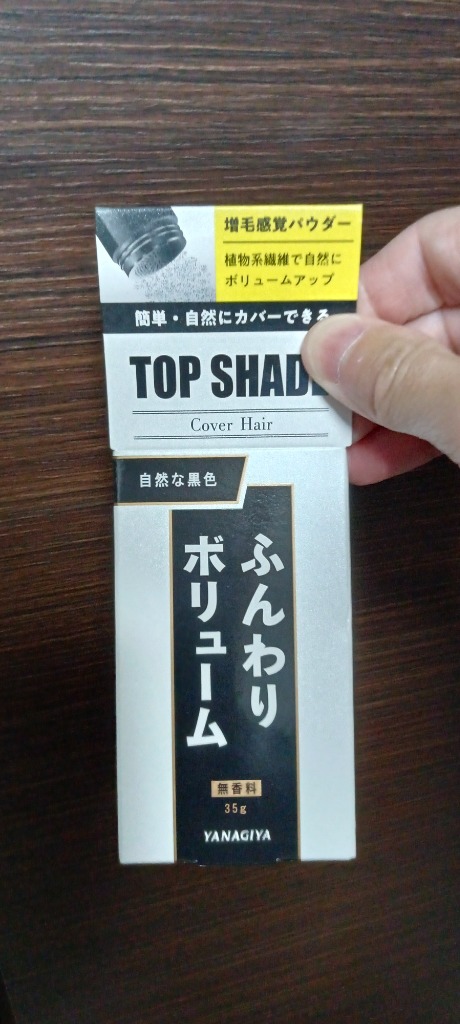 増毛感覚パウダー
植物系繊維で自然に
ボリュームアップ
簡単・自然にカバーできる
TOP SHADE
Cover Hair
自然な黒色
ふんわり
ボリューム
無香料
35g
YANAGIYA